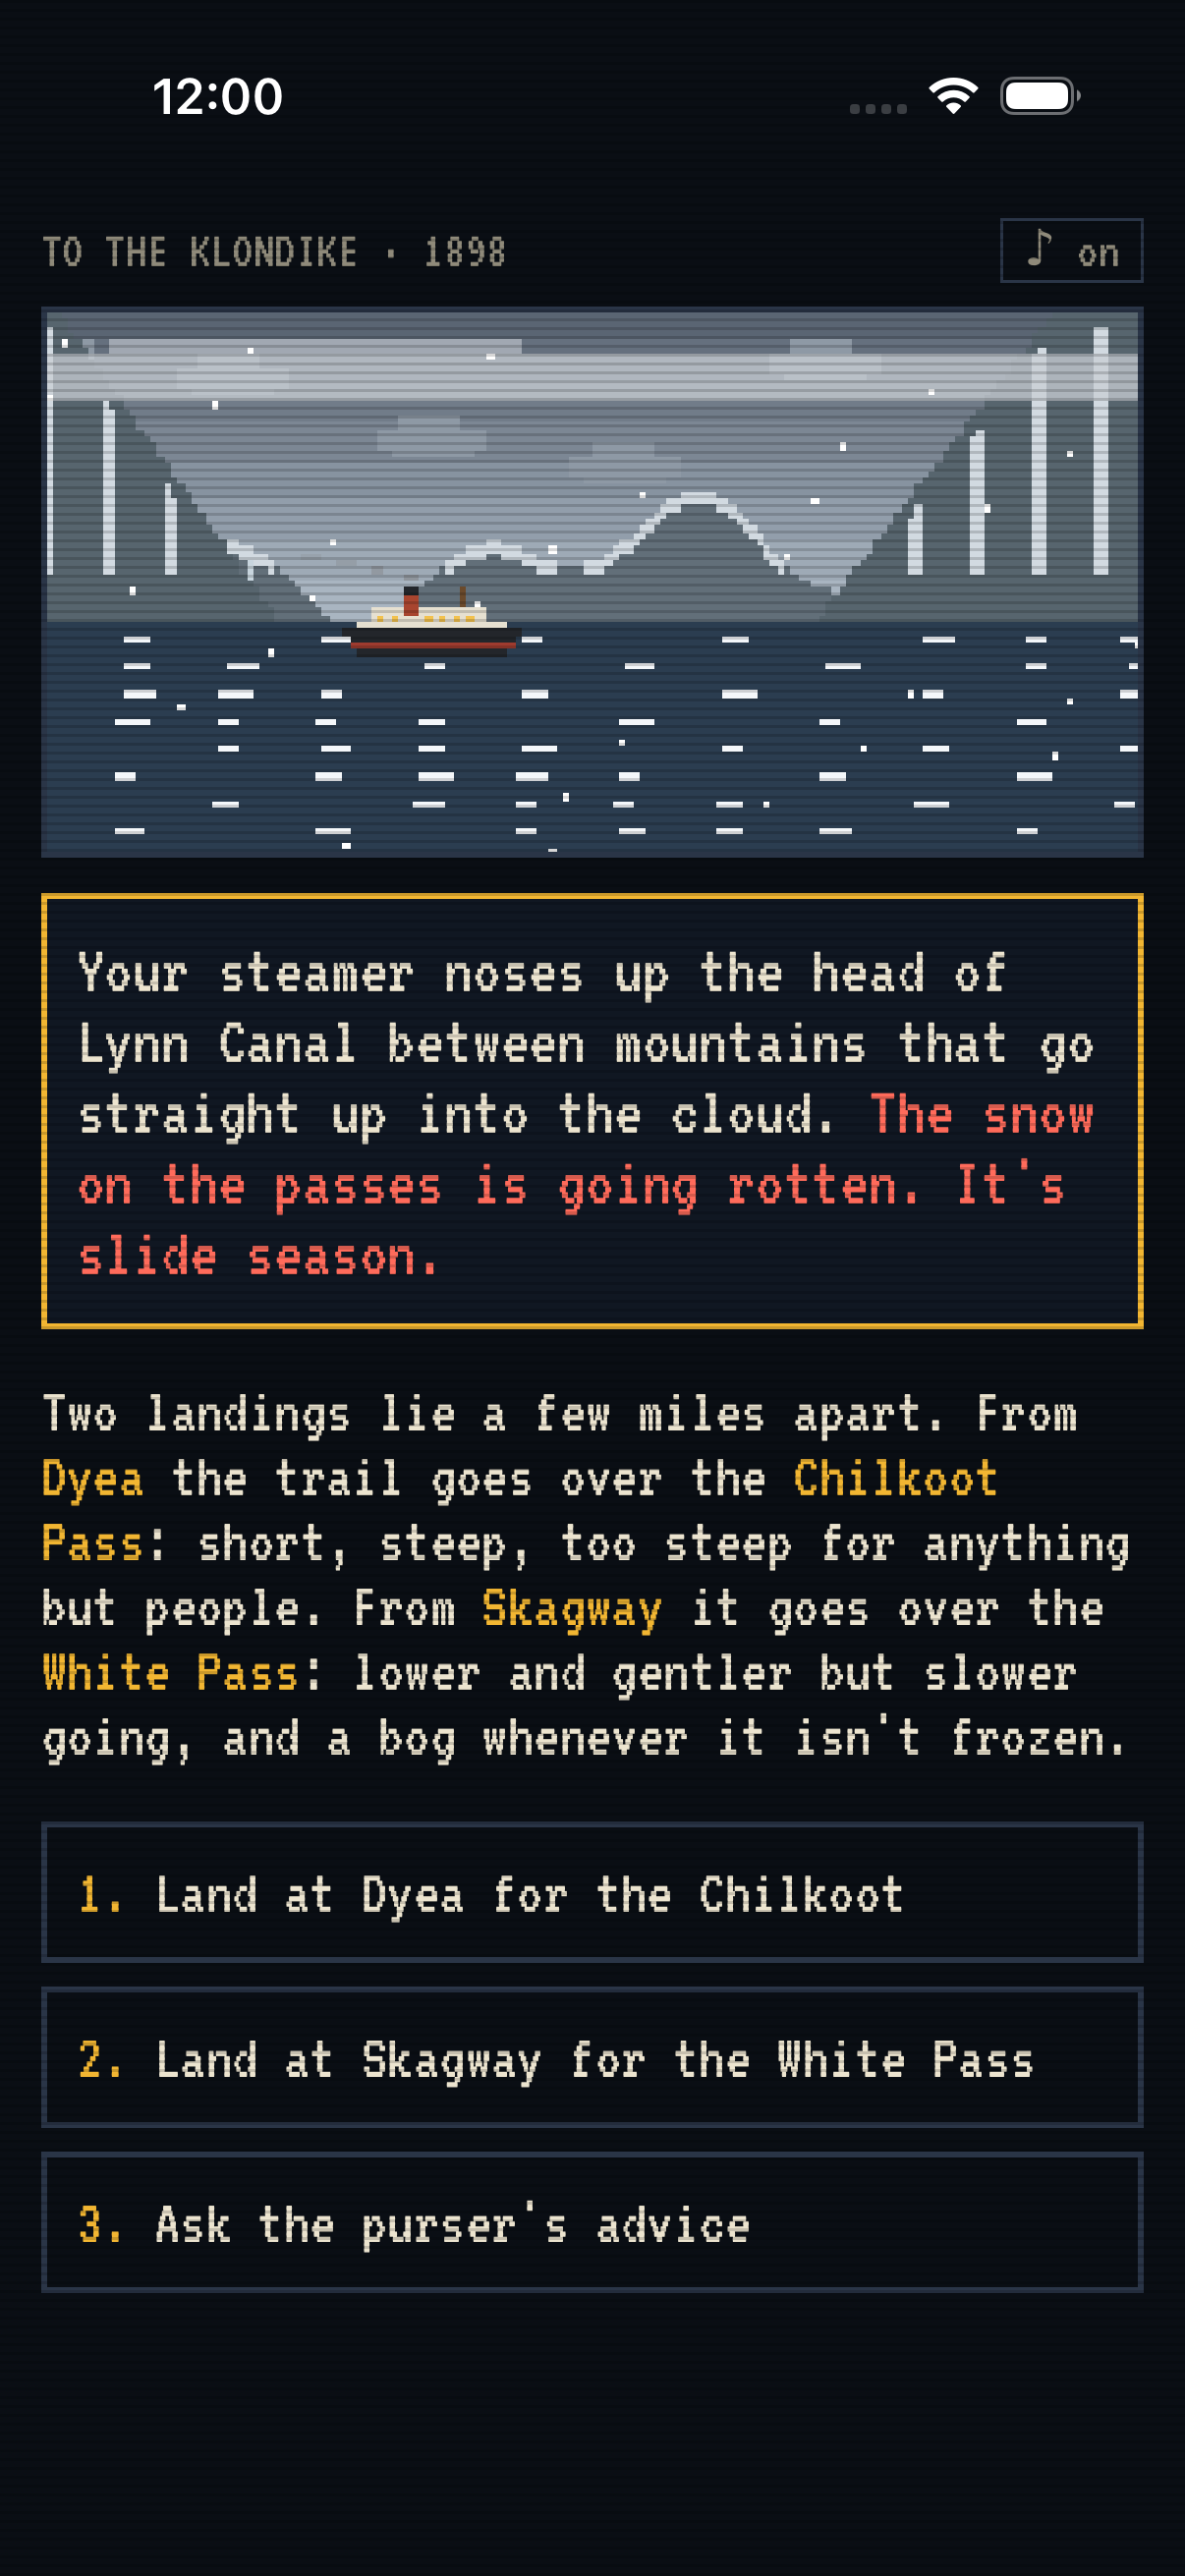 12:00
TO THE KLONDIKE · 1898
♪ on
Your steamer noses up the head of
Lynn Canal between mountains that go
straight up into the cloud. The snow
on the passes is going rotten. It's
slide season.
Two landings lie a few miles apart. From
Dyea the trail goes over the Chilkoot
Pass: short, steep, too steep for anything
but people. From Skagway it goes over the
White Pass: lower and gentler but slower
going, and a bog whenever it isn't frozen.
1. Land at Dyea for the Chilkoot
2. Land at Skagway for the White Pass
3. Ask the purser's advice